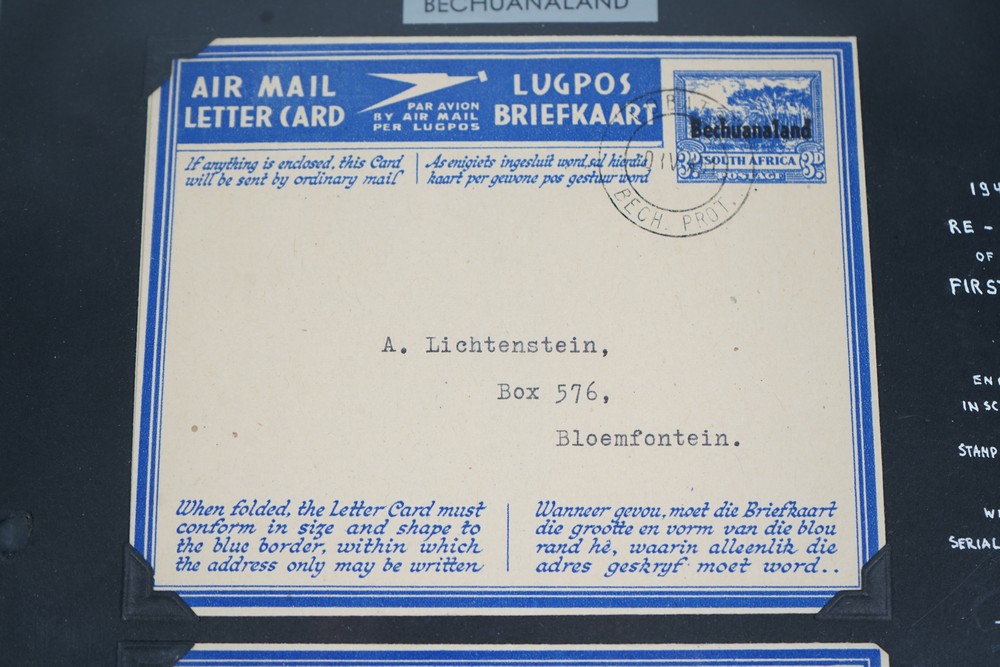 BECHUANALAND
AIR MAIL
LETTER CARD
PAR AVION
BY AIR MAIL
PER LUGPOS
LUGPOS
BRIEFKAART
If anything is enclosed, this Card
will be sent by ordinary mail
As enigiets ingesluit word, sal hierdie
kaart per gewone pos gestuur word
Bechuanaland
3D SOUTH AFRICA 3D
POSTAGE
BECH. PROT.
A. Lichtenstein,
Box 576,
Bloemfontein.
When folded, the letter Card must
conform in size and shape to
the blue border, within which
the address only may be written
Wanneer gevou, moet die Briefkaart
die grootte en vorm van die blou
rand hê, waarin alleenlik die
adres geskryf moet word..
RE -
OF
STAMP
SERIAL